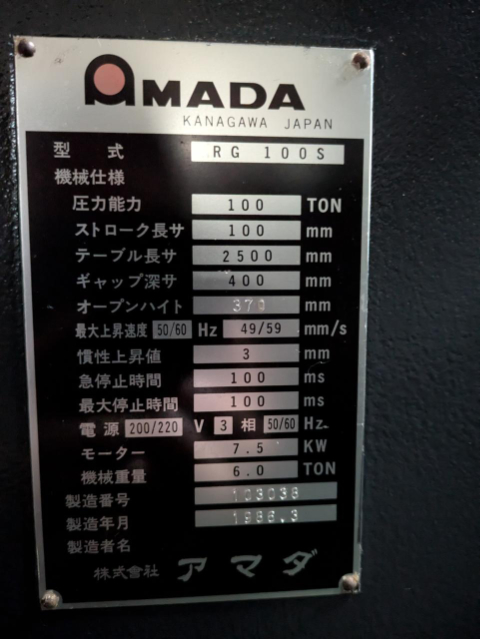 AMADA
KANAGAWA JAPAN
型式 RG 100S
機械仕様
圧力能力 100 TON
ストローク長サ 100 mm
テーブル長サ 2500 mm
ギャップ深サ 400 mm
オープンハイト 370 mm
最大上昇速度 50/60 Hz 49/59 mm/s
慣性上昇値 3 mm
急停止時間 100 ms
最大停止時間 100 ms
電源 200/220 V 3 相 50/60 Hz
モーター 7.5 KW
機械重量 6.0 TON
製造番号
製造年月 1986.3
製造者名
株式会社 アマダ